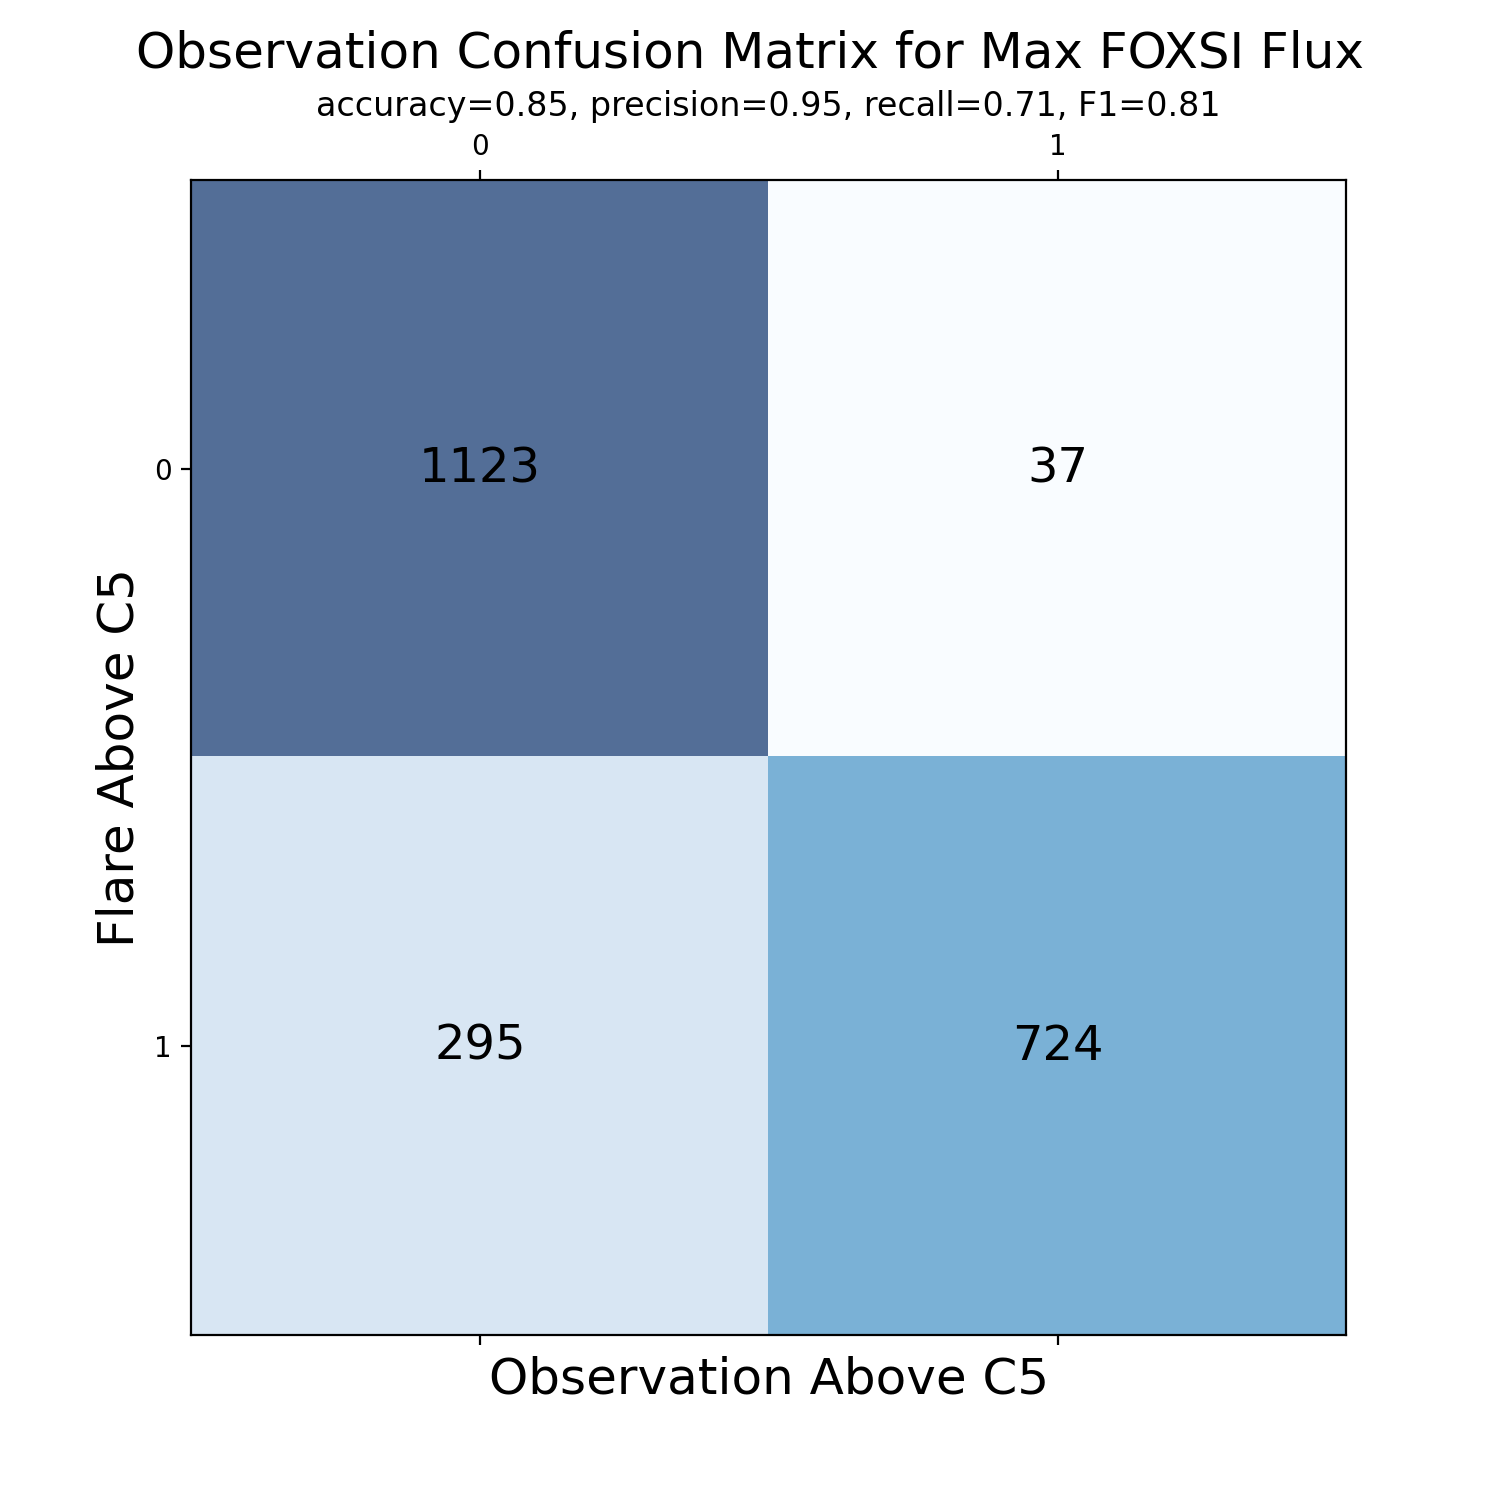 Observation Confusion Matrix for Max FOXSI Flux
accuracy=0.85, precision=0.95, recall=0.71, F1=0.81
0 1
0
1123 37
Flare Above C5
1
295 724
Observation Above C5